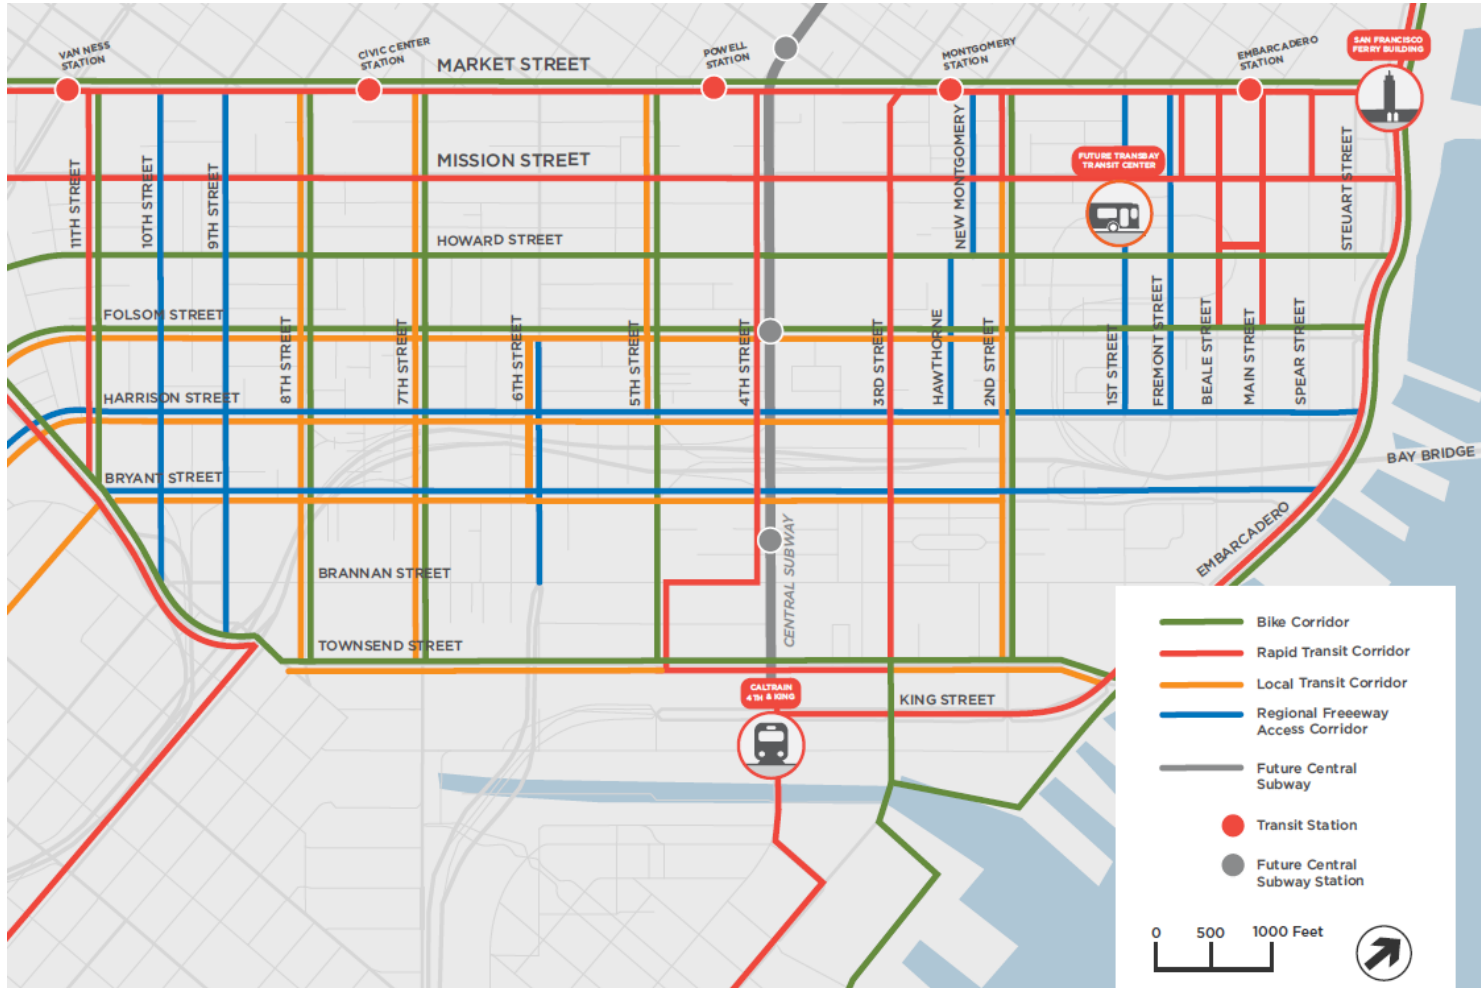 VAN NESS
STATION
CIVIC CENTER
STATION
MARKET STREET
POWELL
STATION
MONTGOMERY
STATION
EMBARCADERO
STATION
SAN FRANCISCO
FERRY BUILDING
MISSION STREET
FUTURE TRANSBAY
TRANSIT CENTER
11TH STREET
10TH STREET
9TH STREET
NEW MONTGOMERY
STEUART STREET
HOWARD STREET
FOLSOM STREET
8TH STREET
7TH STREET
6TH STREET
5TH STREET
4TH STREET
3RD STREET
HAWTHORNE
2ND STREET
1ST STREET
FREMONT STREET
BEALE STREET
MAIN STREET
SPEAR STREET
HARRISON STREET
BAY BRIDGE
BRYANT STREET
EMBARCADERO
CENTRAL SUBWAY
BRANNAN STREET
TOWNSEND STREET
CALTRAIN
4TH & KING
KING STREET
Bike Corridor
Rapid Transit Corridor
Local Transit Corridor
Regional Freeeway
Access Corridor
Future Central
Subway
Transit Station
Future Central
Subway Station
0 500 1000 Feet